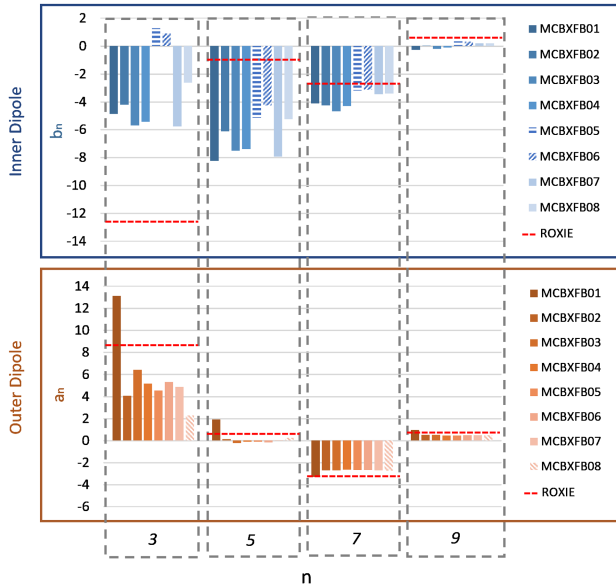 Inner Dipole
bn
2
0
-2
-4
-6
-8
-10
-12
-14
MCBXFB01
MCBXFB02
MCBXFB03
MCBXFB04
MCBXFB05
MCBXFB06
MCBXFB07
MCBXFB08
ROXIE
Outer Dipole
an
14
12
10
8
6
4
2
0
-2
-4
-6
MCBXFB01
MCBXFB02
MCBXFB03
MCBXFB04
MCBXFB05
MCBXFB06
MCBXFB07
MCBXFB08
ROXIE
3 5 7 9
n